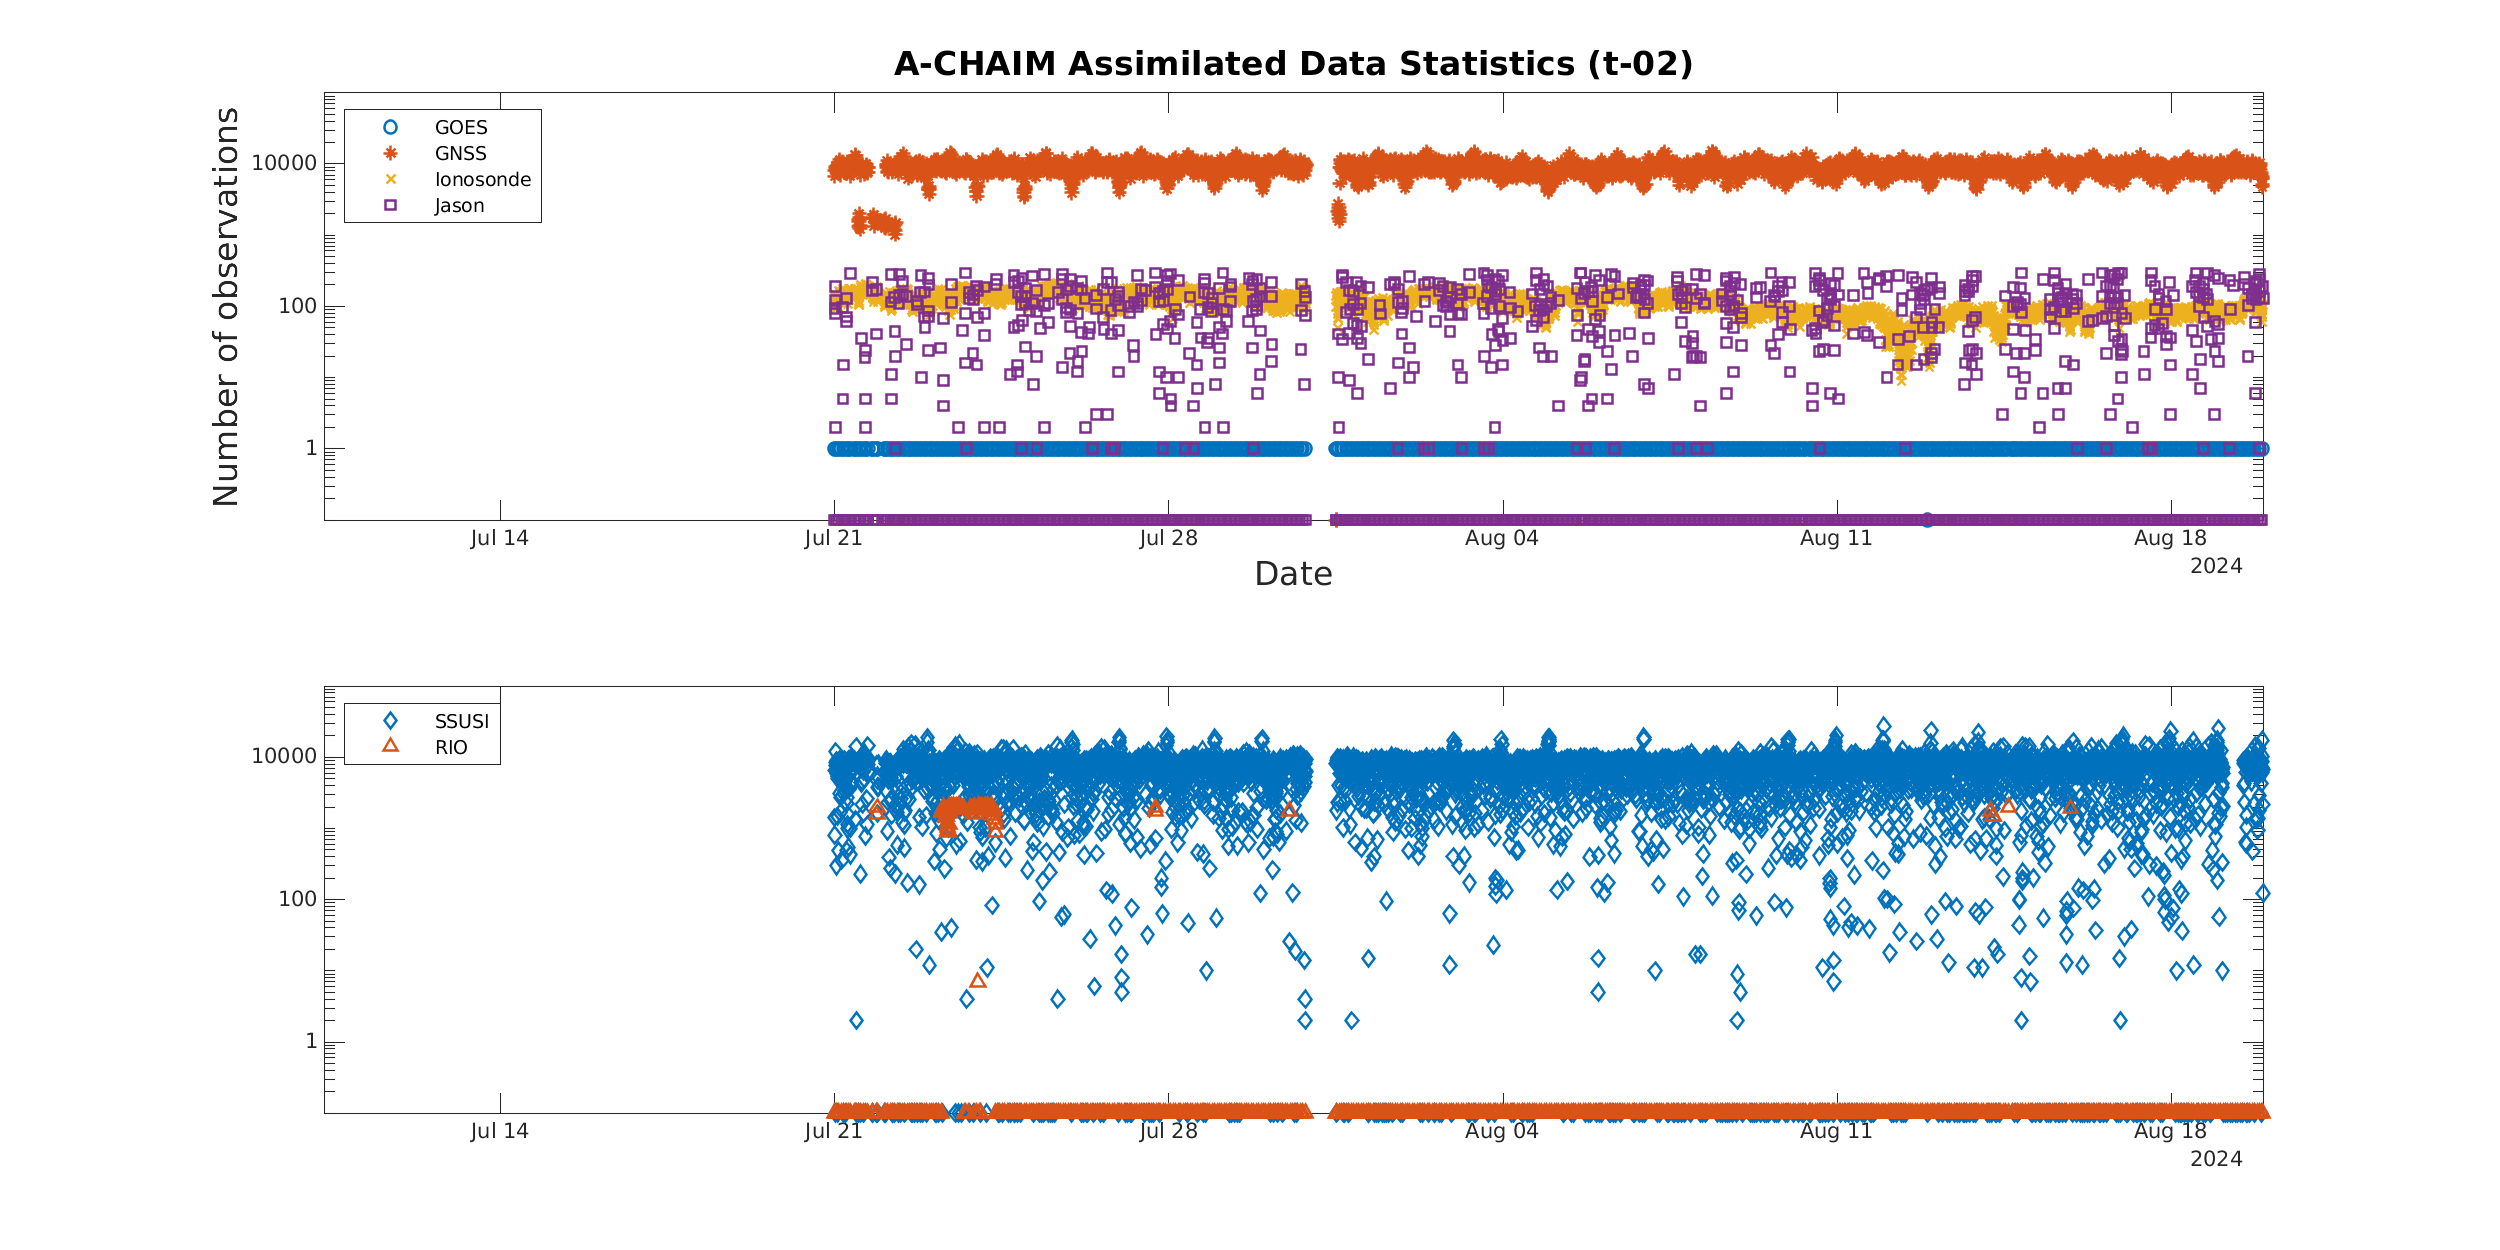 A-CHAIM Assimilated Data Statistics (t-02)
Number of observations
GOES
GNSS
Ionosonde
Jason
10000
100
1
Jul 14
Jul 21
Jul 28
Aug 04
Aug 11
Aug 18
2024
Date
SSUSI
RIO
10000
100
1
Jul 14
Jul 21
Jul 28
Aug 04
Aug 11
Aug 18
2024